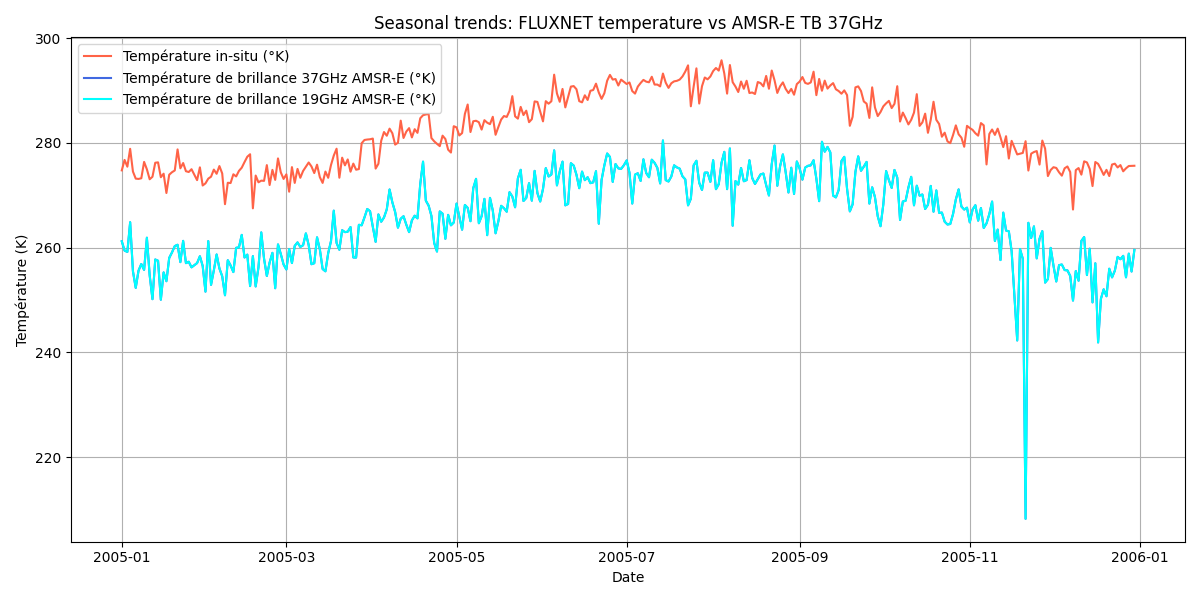 Seasonal trends: FLUXNET temperature vs AMSR-E TB 37GHz
300
280
260
240
220
Température (K)
Température in-situ (°K)
Température de brillance 37GHz AMSR-E (°K)
Température de brillance 19GHz AMSR-E (°K)
2005-01
2005-03
2005-05
2005-07
2005-09
2005-11
2006-01
Date